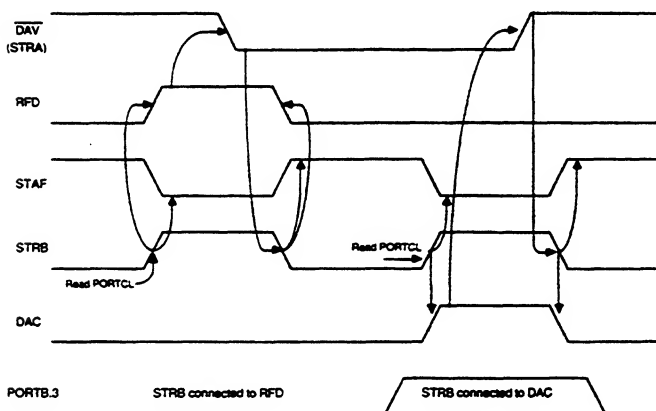 DAV
(STRA)
RFD
STAF
STRB
Read PORTCL
Read PORTCL
DAC
PORTB.3 STRB connected to RFD STRB connected to DAC